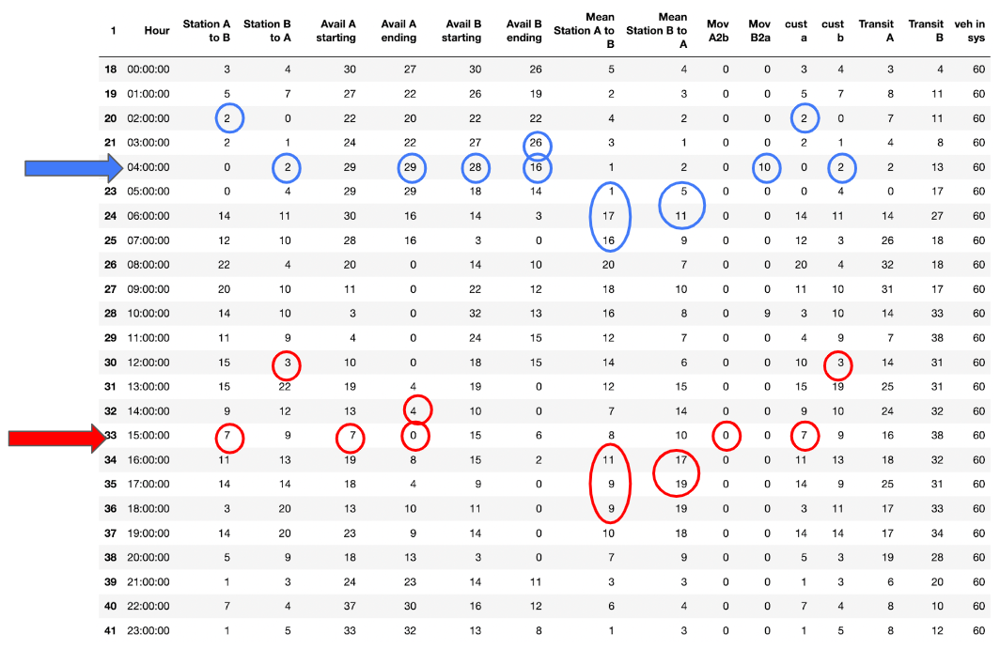 1 Hour Station A to B Station B to A Avail A starting Avail A ending Avail B starting Avail B ending Mean Station A to B Mean Station B to A Mov A2b Mov B2a cust a cust b Transit A Transit B veh in sys
18 00:00:00 3 4 30 27 30 26 5 4 0 0 3 4 3 4 60
19 01:00:00 5 7 27 22 26 19 2 3 0 0 5 7 8 11 60
20 02:00:00 2 0 22 20 22 22 4 2 0 0 2 0 7 11 60
21 03:00:00 2 1 24 22 27 26 3 1 0 0 2 1 4 8 60
04:00:00 0 2 29 29 28 16 1 2 0 10 0 2 2 13 60
23 05:00:00 0 4 29 29 18 14 1 5 0 0 0 4 0 17 60
24 06:00:00 14 11 30 16 14 3 17 11 0 0 14 11 14 27 60
25 07:00:00 12 10 28 16 3 0 16 9 0 0 12 3 26 18 60
26 08:00:00 22 4 20 0 14 10 20 7 0 0 20 4 32 18 60
27 09:00:00 20 10 11 0 22 12 18 10 0 0 11 10 31 17 60
28 10:00:00 14 10 3 0 32 13 16 8 0 9 3 10 14 33 60
29 11:00:00 11 9 4 0 24 15 12 7 0 0 4 9 7 38 60
30 12:00:00 15 3 10 0 18 15 14 6 0 0 10 3 14 31 60
31 13:00:00 15 22 19 4 19 0 12 15 0 0 15 19 25 31 60
32 14:00:00 9 12 13 4 10 0 7 14 0 0 9 10 24 32 60
33 15:00:00 7 9 7 0 15 6 8 10 0 0 7 9 16 38 60
34 16:00:00 11 13 19 8 15 2 11 17 0 0 11 13 18 32 60
35 17:00:00 14 14 18 4 9 0 9 19 0 0 14 9 25 31 60
36 18:00:00 3 20 13 10 11 0 9 19 0 0 3 11 17 33 60
37 19:00:00 14 20 23 9 14 0 10 18 0 0 14 14 17 34 60
38 20:00:00 5 9 18 13 3 0 7 9 0 0 5 3 19 28 60
39 21:00:00 1 3 24 23 14 11 3 3 0 0 1 3 6 20 60
40 22:00:00 7 4 37 30 16 12 6 4 0 0 7 4 8 10 60
41 23:00:00 1 5 33 32 13 8 1 3 0 0 1 5 8 12 60